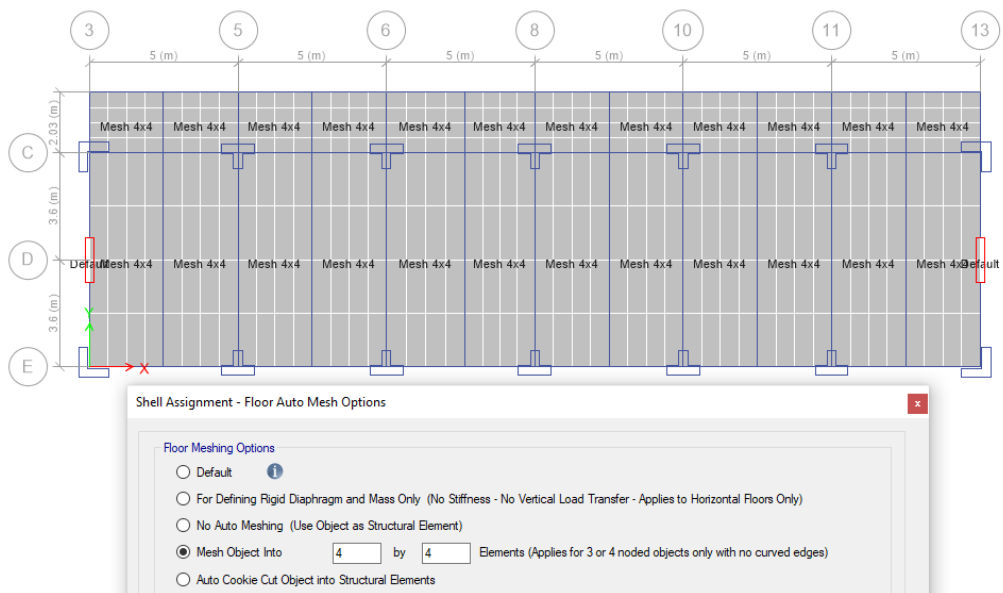 3 5 6 8 10 11 13
5 (m) 5 (m) 5 (m) 5 (m) 5 (m) 5 (m)
2.03 (m)
Mesh 4x4 Mesh 4x4 Mesh 4x4 Mesh 4x4 Mesh 4x4 Mesh 4x4 Mesh 4x4 Mesh 4x4 Mesh 4x4 Mesh 4x4 Mesh 4x4 Mesh 4x4
C
3.6 (m)
D
Default Mesh 4x4 Mesh 4x4 Mesh 4x4 Mesh 4x4 Mesh 4x4 Mesh 4x4 Mesh 4x4 Mesh 4x4 Mesh 4x4 Mesh 4x4 Mesh 4x4 Mesh 4x4 Default
3.6 (m)
Y
E
X
Shell Assignment - Floor Auto Mesh Options
x
Floor Meshing Options
Default i
For Defining Rigid Diaphragm and Mass Only (No Stiffness - No Vertical Load Transfer - Applies to Horizontal Floors Only)
No Auto Meshing (Use Object as Structural Element)
Mesh Object Into 4 by 4 Elements (Applies for 3 or 4 noded objects only with no curved edges)
Auto Cookie Cut Object into Structural Elements